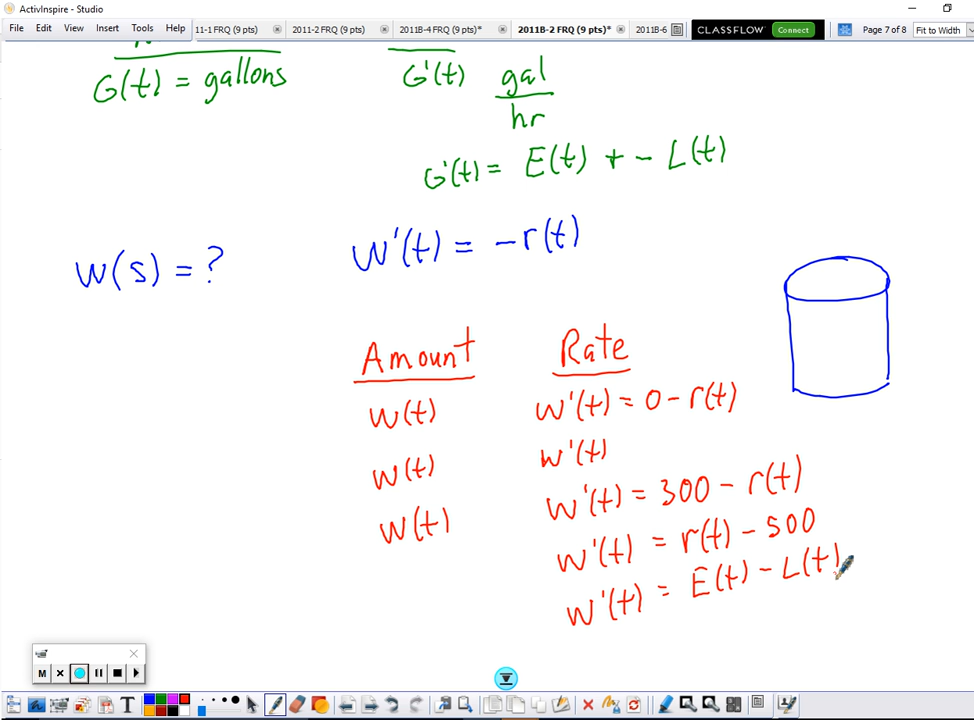 ActivInspire - Studio
File Edit View Insert Tools Help 11-1 FRQ (9 pts) 2011-2 FRQ (9 pts) 2011B-4 FRQ (9 pts)* 2011B-2 FRQ (9 pts)* 2011B-6 CLASSFLOW Connect Page 7 of 8 Fit to Width
G(t) = gallons
G'(t) gal
hr
G'(t) = E(t) + - L(t)
W'(t) = - r(t)
W(5) = ?
Amount Rate
W(t) W'(t) = 0 - r(t)
W(t) W'(t)
W'(t) = 300 - r(t)
W(t) W'(t) = r(t) - 500
W'(t) = E(t) - L(t)
M
T